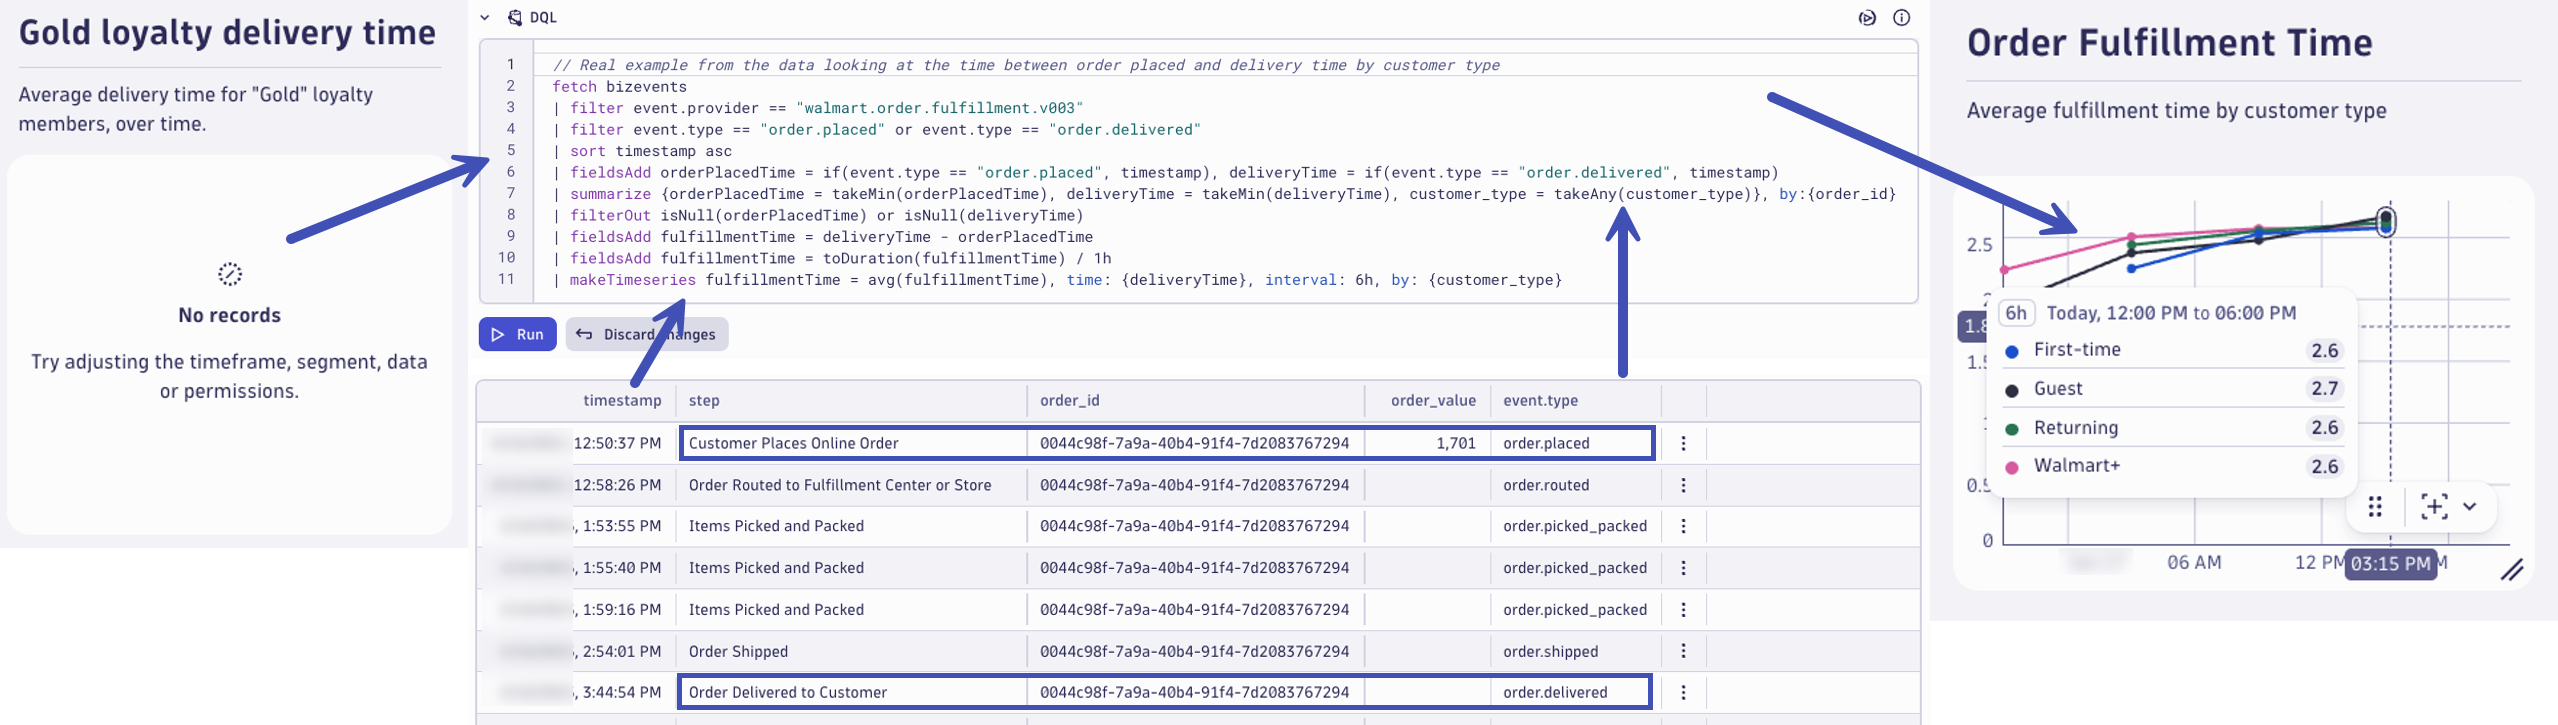 Gold loyalty delivery time
Average delivery time for "Gold" loyalty
members, over time.
No records
Try adjusting the timeframe, segment, data
or permissions.
DQL
1 // Real example from the data looking at the time between order placed and delivery time by customer type
2 fetch bizevents
3 | filter event.provider == "walmart.order.fulfillment.v003"
4 | filter event.type == "order.placed" or event.type == "order.delivered"
5 | sort timestamp asc
6 | fieldsAdd orderPlacedTime = if(event.type == "order.placed", timestamp), deliveryTime = if(event.type == "order.delivered", timestamp)
7 | summarize {orderPlacedTime = takeMin(orderPlacedTime), deliveryTime = takeMin(deliveryTime), customer_type = takeAny(customer_type)}, by:{order_id}
8 | filterOut isNull(orderPlacedTime) or isNull(deliveryTime)
9 | fieldsAdd fulfillmentTime = deliveryTime - orderPlacedTime
10 | fieldsAdd fulfillmentTime = toDuration(fulfillmentTime) / 1h
11 | makeTimeseries fulfillmentTime = avg(fulfillmentTime), time: {deliveryTime}, interval: 6h, by: {customer_type}
Run Discard changes
timestamp step order_id order_value event.type
12:50:37 PM Customer Places Online Order 0044c98f-7a9a-40b4-91f4-7d2083767294 1,701 order.placed
12:58:26 PM Order Routed to Fulfillment Center or Store 0044c98f-7a9a-40b4-91f4-7d2083767294 order.routed
, 1:53:55 PM Items Picked and Packed 0044c98f-7a9a-40b4-91f4-7d2083767294 order.picked_packed
, 1:55:40 PM Items Picked and Packed 0044c98f-7a9a-40b4-91f4-7d2083767294 order.picked_packed
, 1:59:16 PM Items Picked and Packed 0044c98f-7a9a-40b4-91f4-7d2083767294 order.picked_packed
, 2:54:01 PM Order Shipped 0044c98f-7a9a-40b4-91f4-7d2083767294 order.shipped
, 3:44:54 PM Order Delivered to Customer 0044c98f-7a9a-40b4-91f4-7d2083767294 order.delivered
Order Fulfillment Time
Average fulfillment time by customer type
2.5
2
1.8
1.5
1
0.5
0
6h Today, 12:00 PM to 06:00 PM
First-time 2.6
Guest 2.7
Returning 2.6
Walmart+ 2.6
06 AM 12 PM 03:15 PM